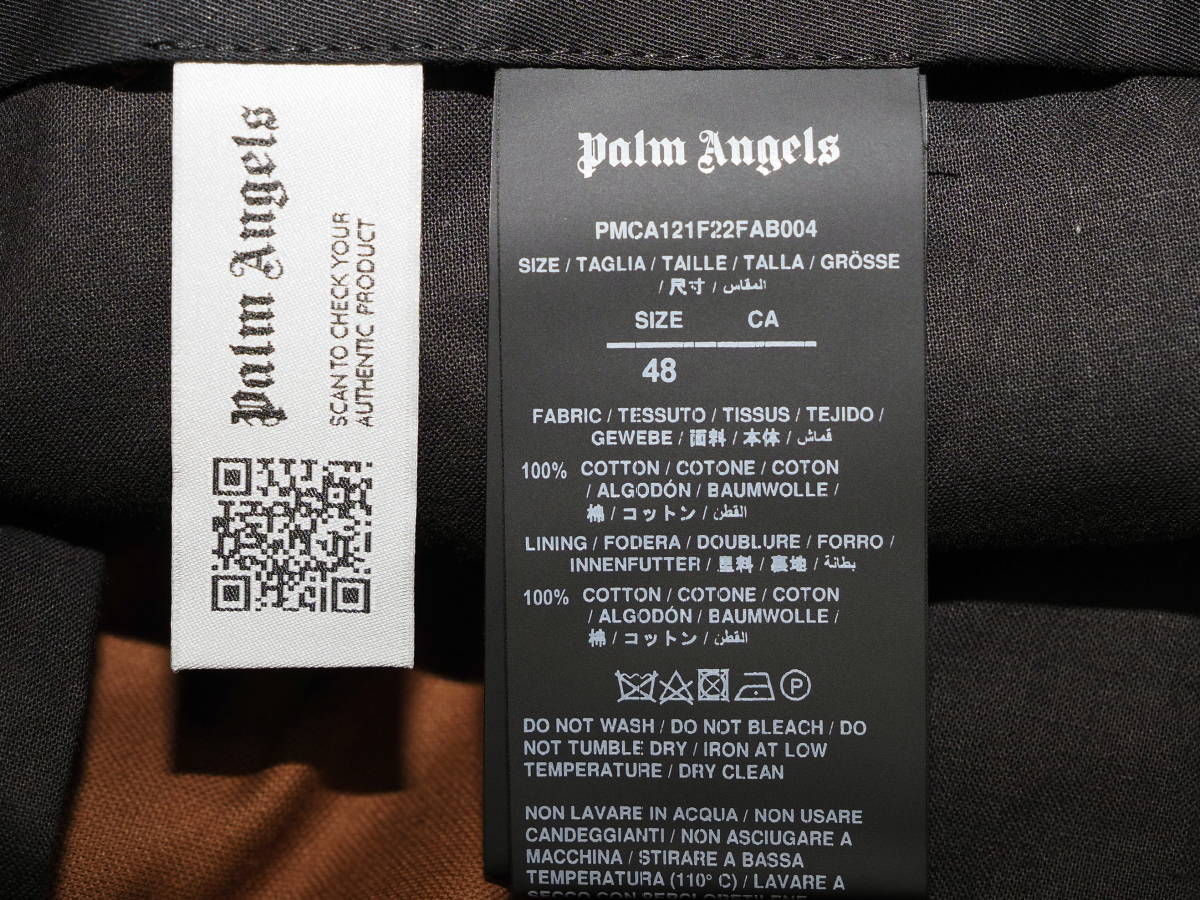 Palm Angels
SCAN TO CHECK YOUR
AUTHENTIC PRODUCT
Palm Angels
PMCA121F22FAB004
SIZE / TAGLIA / TAILLE / TALLA / GRÖSSE
/ 尺寸 / المقاس
SIZE CA
48
FABRIC / TESSUTO / TISSUS / TEJIDO /
GEWEBE / 面料 / 本体 / قماش
100% COTTON / COTONE / COTON
/ ALGODÓN / BAUMWOLLE /
棉 / コットン / القطن
LINING / FODERA / DOUBLURE / FORRO /
INNENFUTTER / 里料 / 裏地 / بطانة
100% COTTON / COTONE / COTON
/ ALGODÓN / BAUMWOLLE /
棉 / コットン / القطن
P
DO NOT WASH / DO NOT BLEACH / DO
NOT TUMBLE DRY / IRON AT LOW
TEMPERATURE / DRY CLEAN
NON LAVARE IN ACQUA / NON USARE
CANDEGGIANTI / NON ASCIUGARE A
MACCHINA / STIRARE A BASSA
TEMPERATURA (110° C) / LAVARE A
SECCO CON PERCLOROETILENE